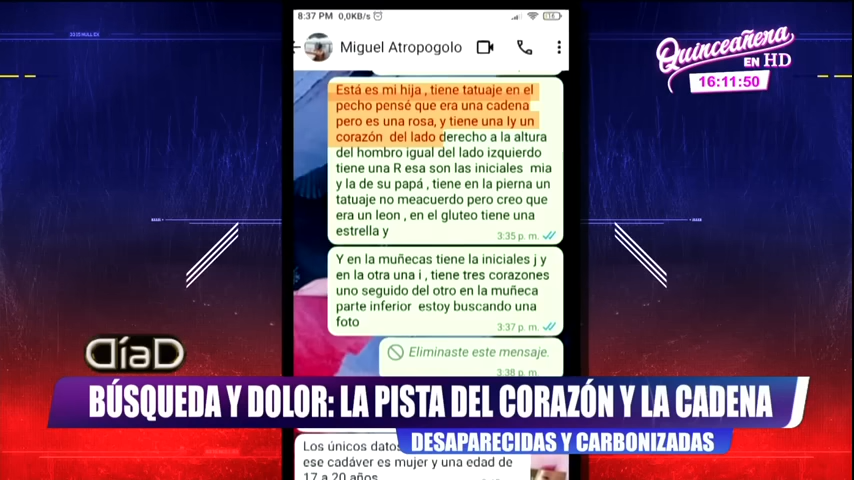 8:37 PM 0,0KB/s
Miguel Atropogolo
Quinceañera
EN HD
16:11:50
Está es mi hija , tiene tatuaje en el
pecho pensé que era una cadena
pero es una rosa, y tiene una ly un
corazón del lado derecho a la altura
del hombro igual del lado izquierdo
tiene una R esa son las iniciales mia
y la de su papá , tiene en la pierna un
tatuaje no meacuerdo pero creo que
era un leon , en el gluteo tiene una
estrella y
3:35 p. m.
Y en la muñecas tiene la iniciales j y
en la otra una i , tiene tres corazones
uno seguido del otro en la muñeca
parte inferior estoy buscando una
foto
3:37 p. m.
Eliminaste este mensaje.
3:38 p. m.
DíaD
BÚSQUEDA Y DOLOR: LA PISTA DEL CORAZÓN Y LA CADENA
DESAPARECIDAS Y CARBONIZADAS
Los únicos datos
ese cadáver es mujer y una edad de
17 a 20 años